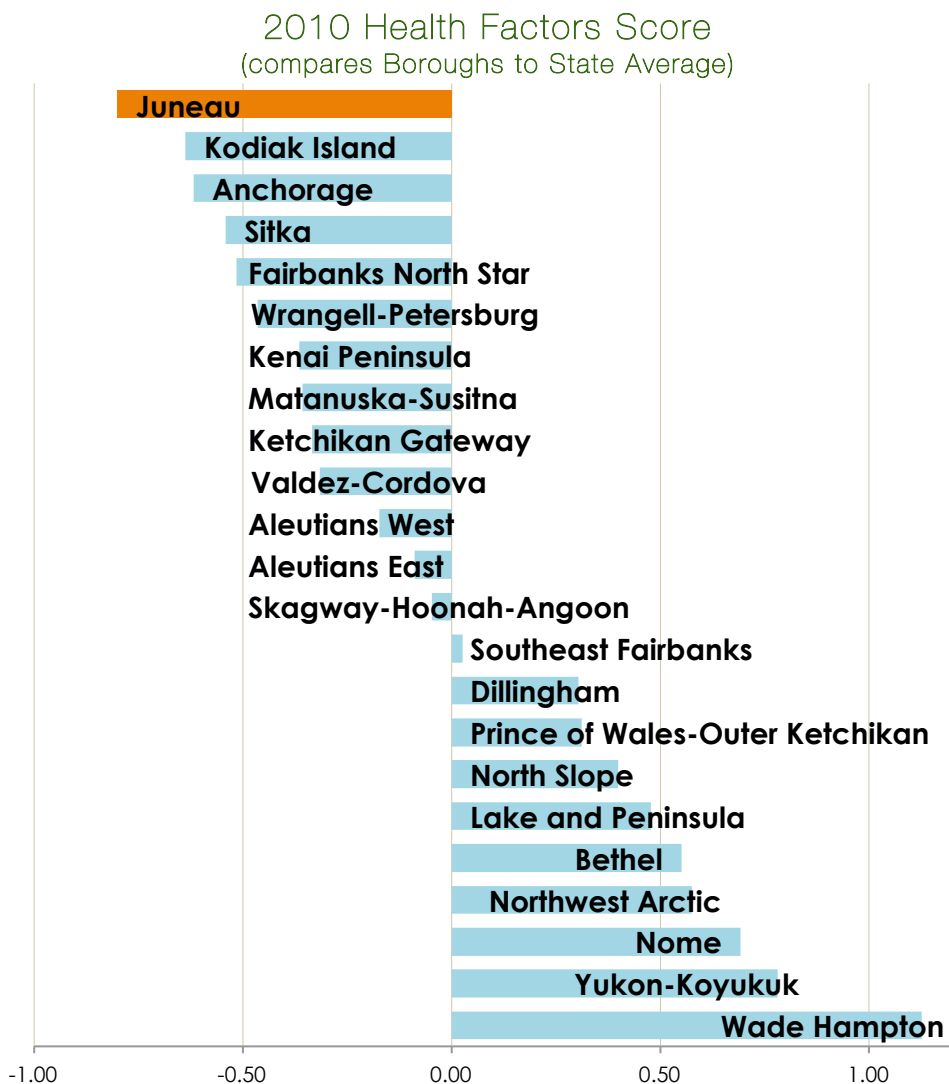 2010 Health Factors Score
(compares Boroughs to State Average)
Juneau
Kodiak Island
Anchorage
Sitka
Fairbanks North Star
Wrangell-Petersburg
Kenai Peninsula
Matanuska-Susitna
Ketchikan Gateway
Valdez-Cordova
Aleutians West
Aleutians East
Skagway-Hoonah-Angoon
Southeast Fairbanks
Dillingham
Prince of Wales-Outer Ketchikan
North Slope
Lake and Peninsula
Bethel
Northwest Arctic
Nome
Yukon-Koyukuk
Wade Hampton
-1.00 -0.50 0.00 0.50 1.00